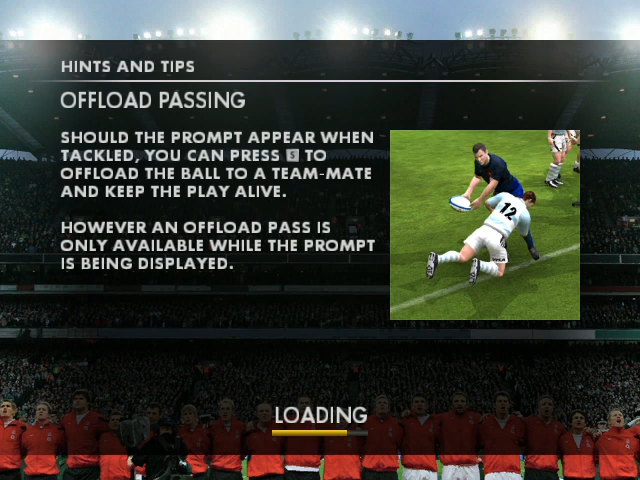 HINTS AND TIPS
OFFLOAD PASSING
SHOULD THE PROMPT APPEAR WHEN
TACKLED, YOU CAN PRESS S TO
OFFLOAD THE BALL TO A TEAM-MATE
AND KEEP THE PLAY ALIVE.
HOWEVER AN OFFLOAD PASS IS
ONLY AVAILABLE WHILE THE PROMPT
IS BEING DISPLAYED.
12
LOADING